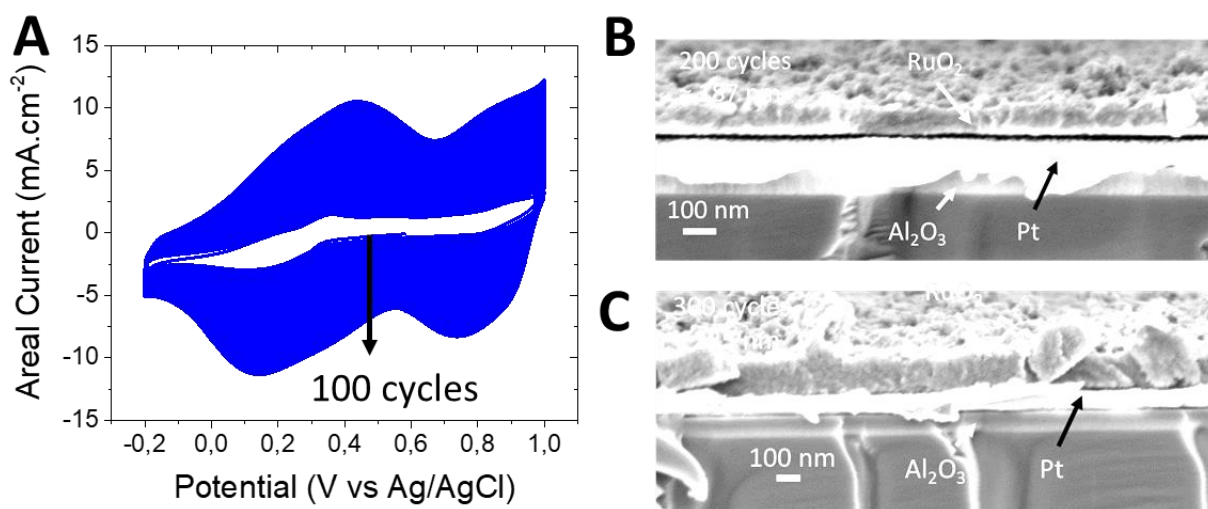 A
Areal Current (mA.cm⁻²)
15
10
5
0
-5
-10
-15
100 cycles
-0,2 0,0 0,2 0,4 0,6 0,8 1,0
Potential (V vs Ag/AgCl)
B
200 cycles
RuO₂
87
100 nm
Al₂O₃
Pt
C
300 cycles
RuO₂
nm
100 nm
Al₂O₃
Pt